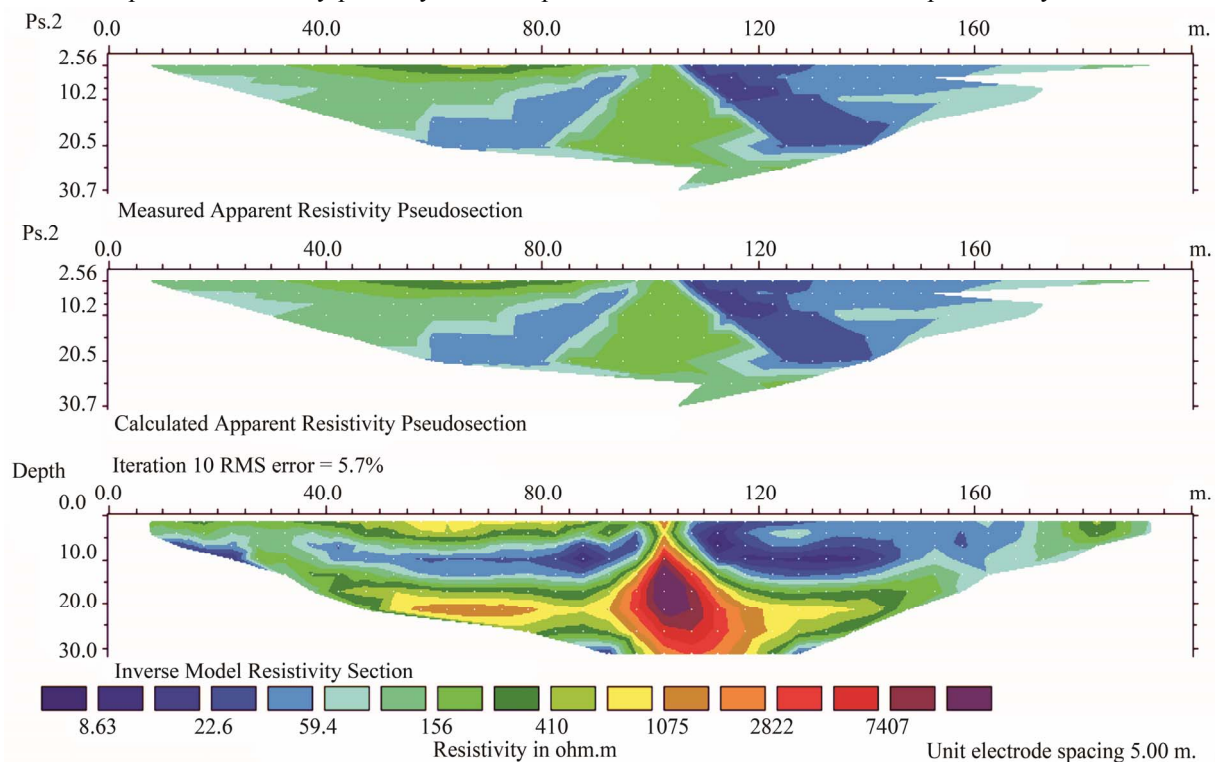 Ps.2 0.0 40.0 80.0 120 160 m.
2.56
10.2
20.5
30.7
Measured Apparent Resistivity Pseudosection
Ps.2 0.0 40.0 80.0 120 160 m.
2.56
10.2
20.5
30.7
Calculated Apparent Resistivity Pseudosection
Depth Iteration 10 RMS error = 5.7%
0.0 0.0 40.0 80.0 120 160 m.
10.0
20.0
30.0
Inverse Model Resistivity Section
8.63 22.6 59.4 156 410 1075 2822 7407
Resistivity in ohm.m Unit electrode spacing 5.00 m.